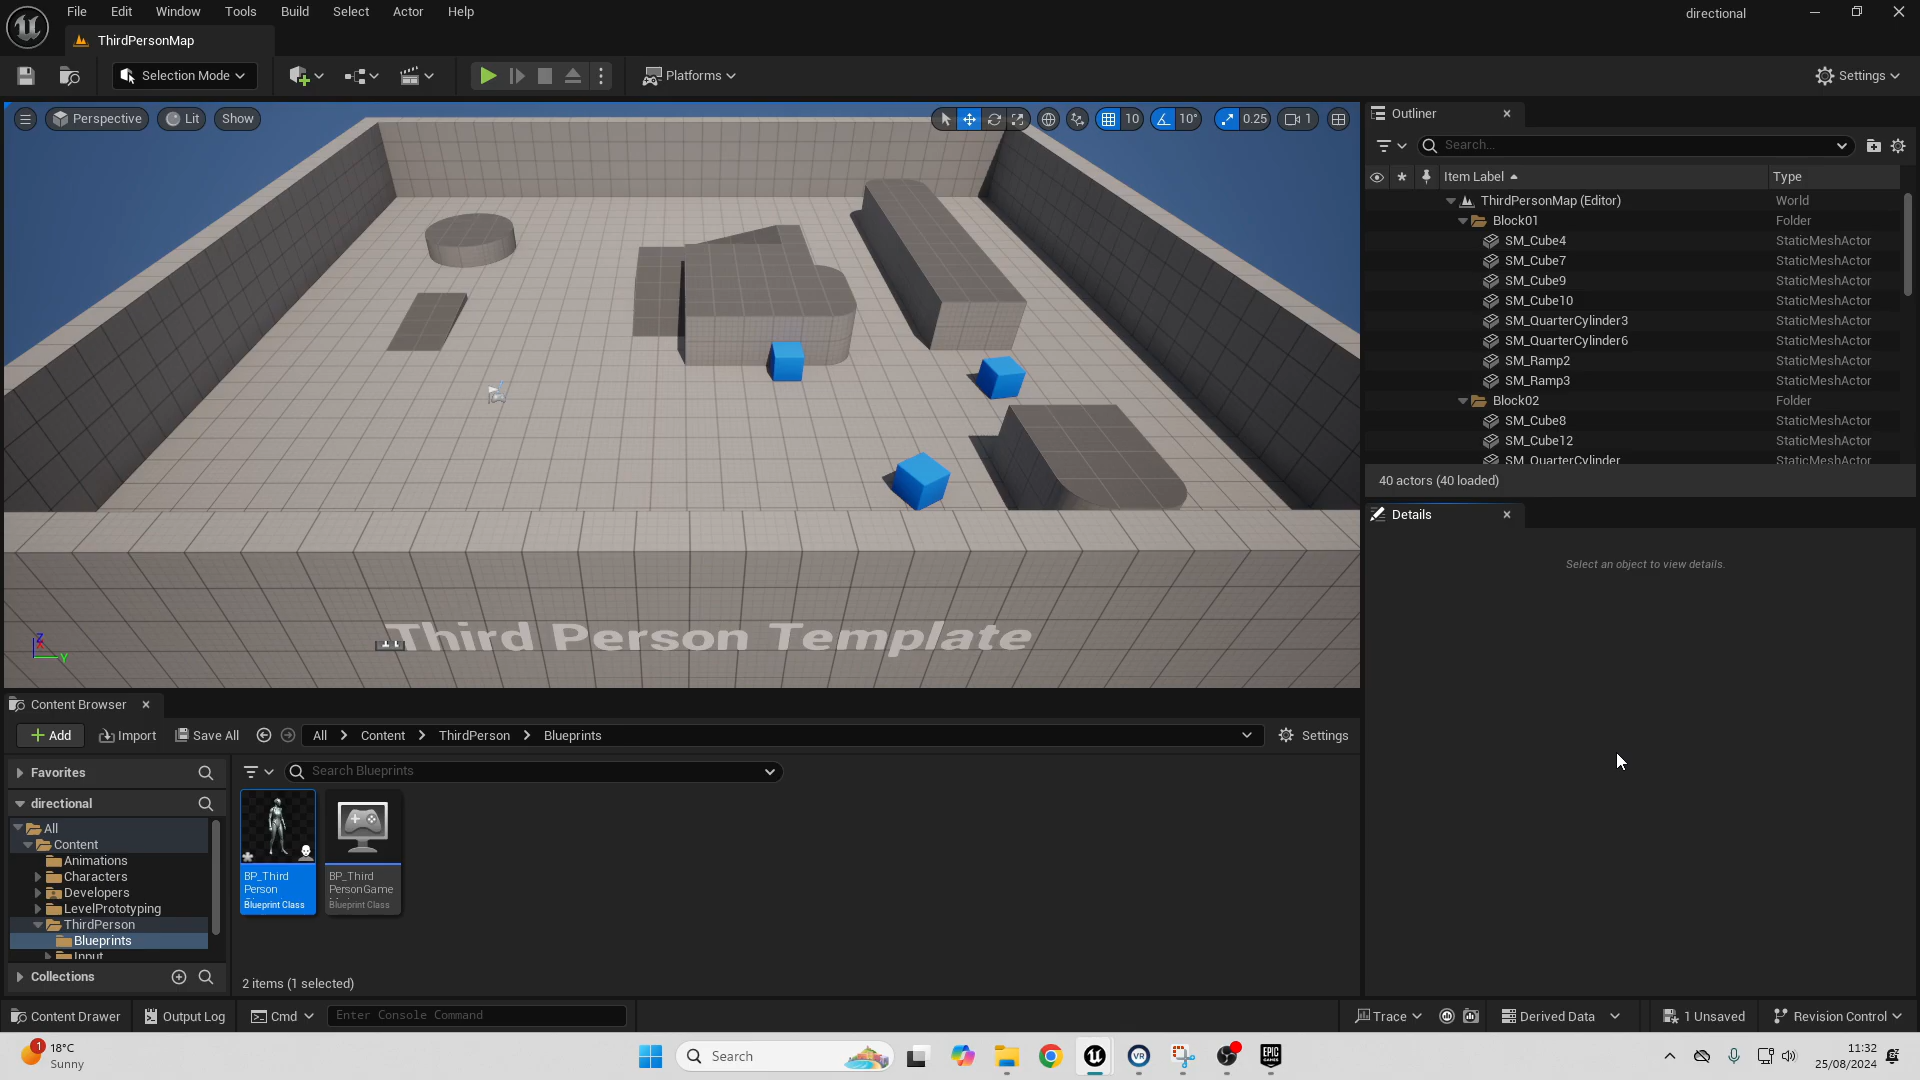 File Edit View Window Tools Build Select Actor Help
directional
ThirdPersonMap
Selection Mode
Platforms
Settings
Perspective Lit Show
10 10° 0.25 1
Outliner
Search...
Item Label Type
ThirdPersonMap (Editor) World
Block01 Folder
SM_Cube4 StaticMeshActor
SM_Cube7 StaticMeshActor
SM_Cube9 StaticMeshActor
SM_Cube10 StaticMeshActor
SM_QuarterCylinder3 StaticMeshActor
SM_QuarterCylinder6 StaticMeshActor
SM_Ramp2 StaticMeshActor
SM_Ramp3 StaticMeshActor
Block02 Folder
SM_Cube8 StaticMeshActor
SM_Cube12 StaticMeshActor
SM_QuarterCylinder StaticMeshActor
40 actors (40 loaded)
Details
Select an object to view details.
Third Person Template
Z
Y
Content Browser
Add Import Save All All Content ThirdPerson Blueprints Settings
Favorites
Search Blueprints
directional
All
Content
Animations
Characters
Developers
LevelPrototyping
ThirdPerson
Blueprints
Input
Collections
BP_Third
Person
Blueprint Class
BP_Third
PersonGame
Blueprint Class
2 items (1 selected)
Content Drawer Output Log Cmd Enter Console Command Trace Derived Data 1 Unsaved Revision Control
1
18°C
Sunny
Search
VR
EPIC
GAMES
11:32
25/08/2024